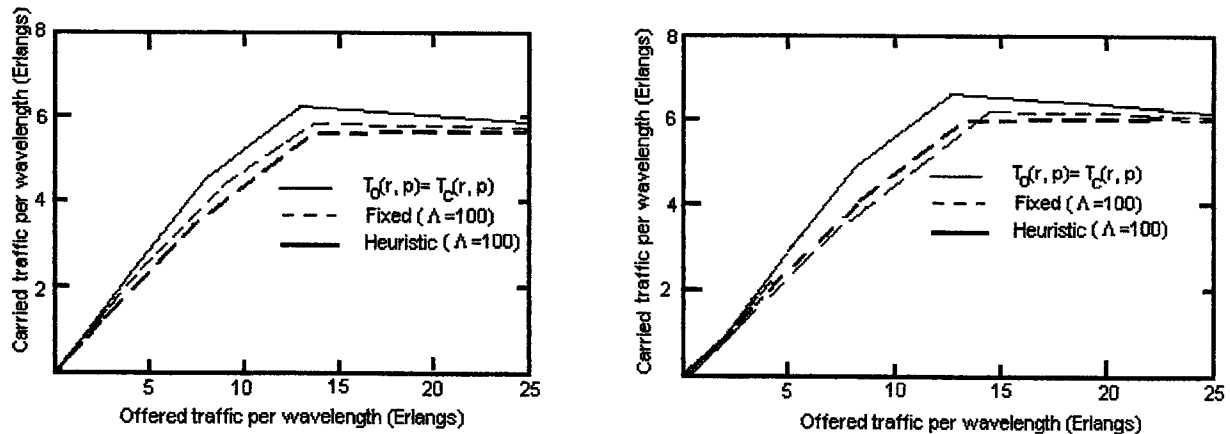 Carried traffic per wavelength (Erlangs)
8
6
4
2
T₀(r, p)= T_C(r, p)
Fixed ( Λ =100)
Heuristic ( Λ =100)
5
10
15
20
25
Offered traffic per wavelength (Erlangs)
Carried traffic per wavelength (Erlangs)
8
6
4
2
T₀(r, p)= T_C(r, p)
Fixed ( Λ =100)
Heuristic ( Λ =100)
5
10
15
20
25
Offered traffic per wavelength (Erlangs)